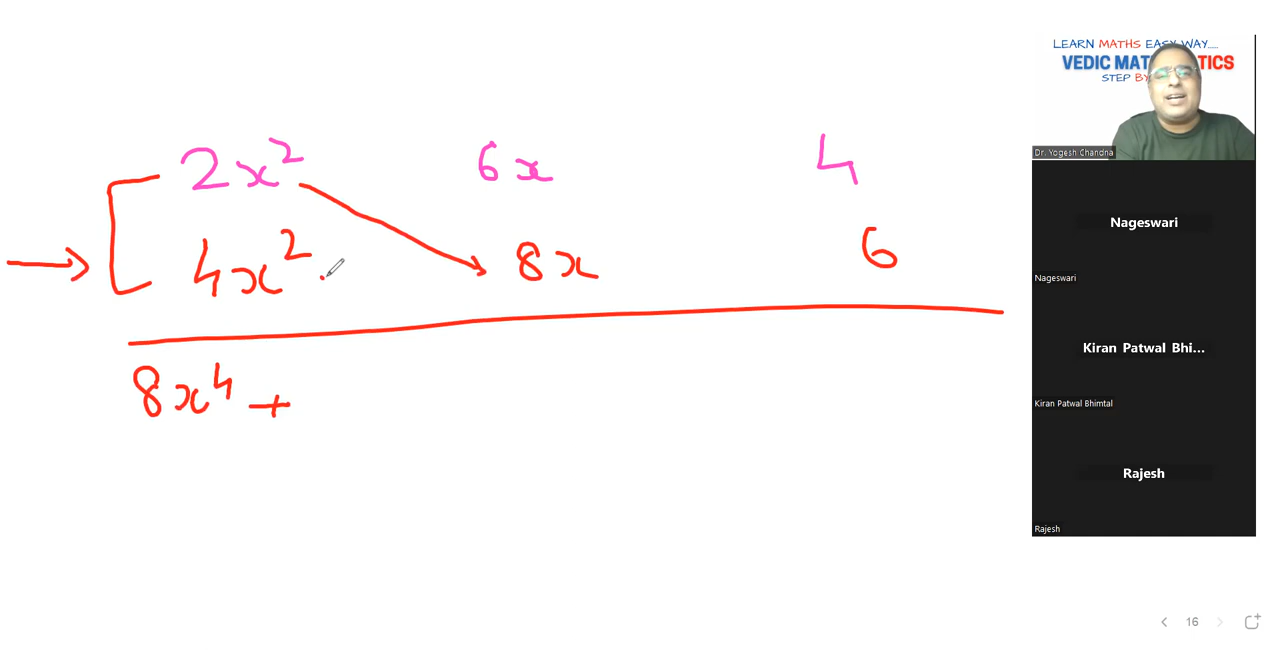 LEARN MATHS EASY WAY.....
VEDIC MAT TICS
STEP BY
Dr. Yogesh Chandna
2x² 6x 4
4x² . 8x 6
8x⁴ +
Nageswari
Nageswari
Kiran Patwal Bhi...
Kiran Patwal Bhimtal
Rajesh
Rajesh
16